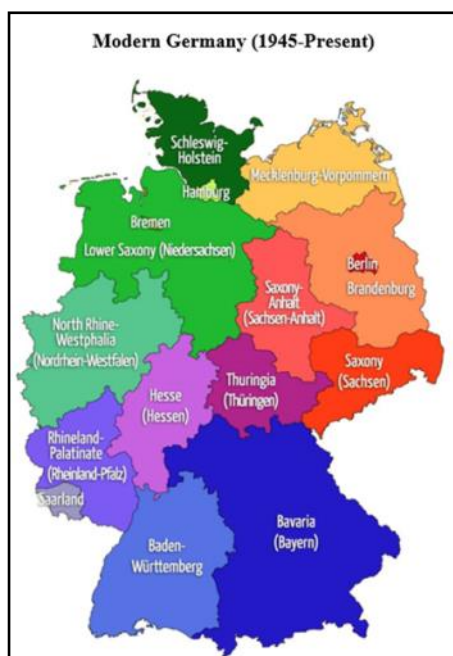 Modern Germany (1945-Present)
Schleswig-
Holstein
Mecklenburg-Vorpommern
Hamburg
Bremen
Lower Saxony (Niedersachsen)
Berlin
Brandenburg
Saxony-
Anhalt
(Sachsen-Anhalt)
North Rhine-
Westphalia
(Nordrhein-Westfalen)
Saxony
(Sachsen)
Thuringia
(Thüringen)
Hesse
(Hessen)
Rhineland-
Palatinate
(Rheinland-Pfalz)
Saarland
Bavaria
(Bayern)
Baden-
Württemberg